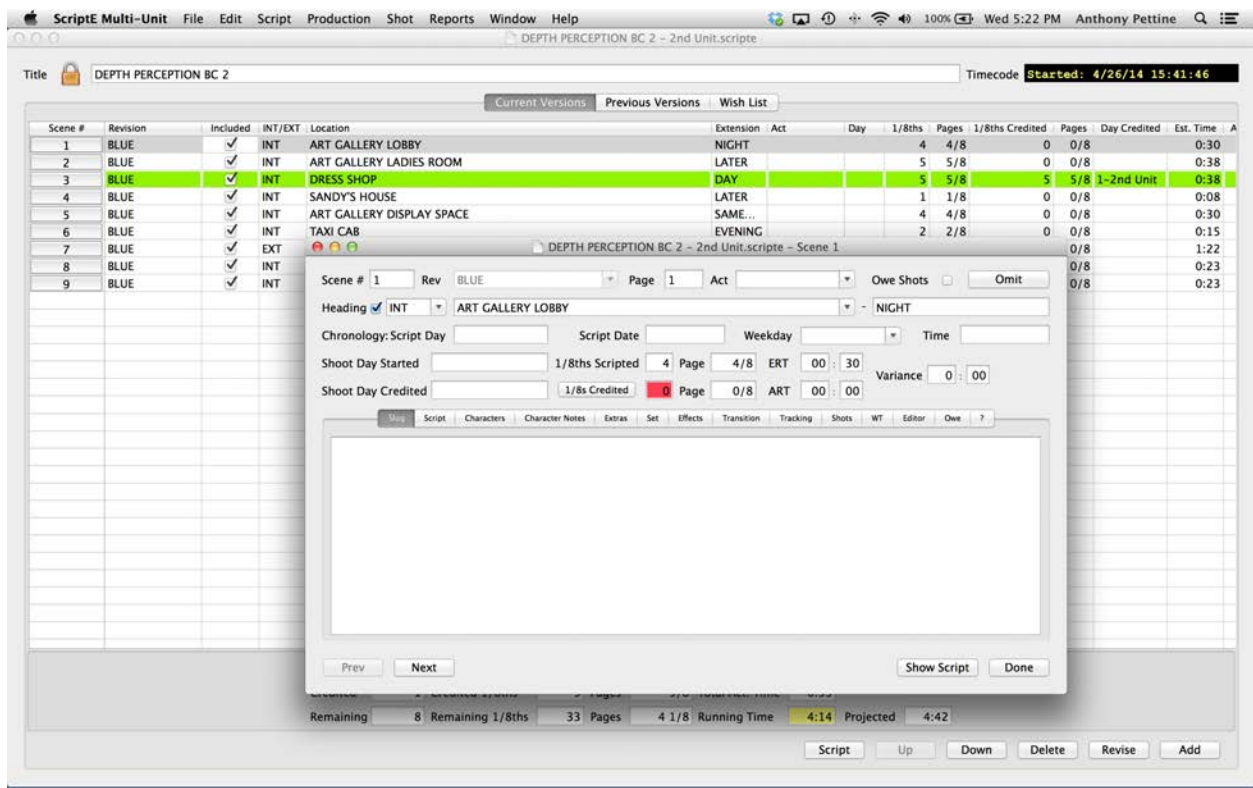 ScriptE Multi-Unit File Edit Script Production Shot Reports Window Help 100% Wed 5:22 PM Anthony Pettine
DEPTH PERCEPTION BC 2 – 2nd Unit.scripte
Title DEPTH PERCEPTION BC 2 Timecode Started: 4/26/14 15:41:46
Current Versions Previous Versions Wish List
Scene # Revision Included INT/EXT Location Extension Act Day 1/8ths Pages 1/8ths Credited Pages Day Credited Est. Time A
1 BLUE INT ART GALLERY LOBBY NIGHT 4 4/8 0 0/8 0:30
2 BLUE INT ART GALLERY LADIES ROOM LATER 5 5/8 0 0/8 0:38
3 BLUE INT DRESS SHOP DAY 5 5/8 5 5/8 1-2nd Unit 0:38
4 BLUE INT SANDY'S HOUSE LATER 1 1/8 0 0/8 0:08
5 BLUE INT ART GALLERY DISPLAY SPACE SAME... 4 4/8 0 0/8 0:30
6 BLUE INT TAXI CAB EVENING 2 2/8 0 0/8 0:15
7 BLUE EXT 0/8 1:22
8 BLUE INT 0/8 0:23
9 BLUE INT 0/8 0:23
DEPTH PERCEPTION BC 2 – 2nd Unit.scripte – Scene 1
Scene # 1 Rev BLUE Page 1 Act Owe Shots Omit
Heading INT ART GALLERY LOBBY - NIGHT
Chronology: Script Day Script Date Weekday Time
Shoot Day Started 1/8ths Scripted 4 Page 4/8 ERT 00 : 30
Variance 0 : 00
Shoot Day Credited 1/8s Credited 0 Page 0/8 ART 00 : 00
Slug Script Characters Character Notes Extras Set Effects Transition Tracking Shots WT Editor Owe ?
Prev Next Show Script Done
Remaining 8 Remaining 1/8ths 33 Pages 4 1/8 Running Time 4:14 Projected 4:42
Script Up Down Delete Revise Add